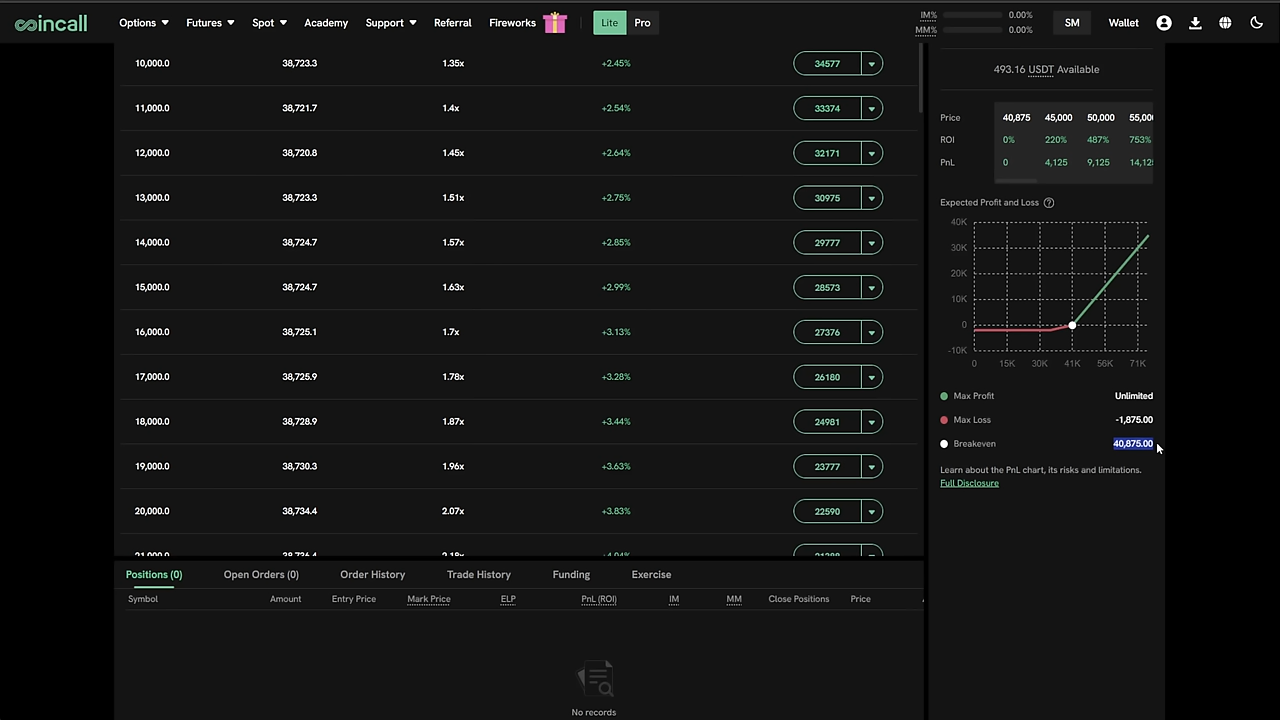 coincall Options Futures Spot Academy Support Referral Fireworks Lite Pro IM% 0.00% MM% 0.00% SM Wallet
10,000.0 38,723.3 1.35x +2.45% 34577
11,000.0 38,721.7 1.4x +2.54% 33374
12,000.0 38,720.8 1.45x +2.64% 32171
13,000.0 38,723.3 1.51x +2.75% 30975
14,000.0 38,724.7 1.57x +2.85% 29777
15,000.0 38,724.7 1.63x +2.99% 28573
16,000.0 38,725.1 1.7x +3.13% 27376
17,000.0 38,725.9 1.78x +3.28% 26180
18,000.0 38,728.9 1.87x +3.44% 24981
19,000.0 38,730.3 1.96x +3.63% 23777
20,000.0 38,734.4 2.07x +3.83% 22590
Positions (0) Open Orders (0) Order History Trade History Funding Exercise
Symbol Amount Entry Price Mark Price ELP PnL (ROI) IM MM Close Positions Price
No records
493.16 USDT Available
Price 40,875 45,000 50,000 55,00
ROI 0% 220% 487% 753%
PnL 0 4,125 9,125 14,12
Expected Profit and Loss
40K
30K
20K
10K
0
-10K
0 15K 30K 41K 56K 71K
Max Profit Unlimited
Max Loss -1,875.00
Breakeven 40,875.00
Learn about the PnL chart, its risks and limitations.
Full Disclosure